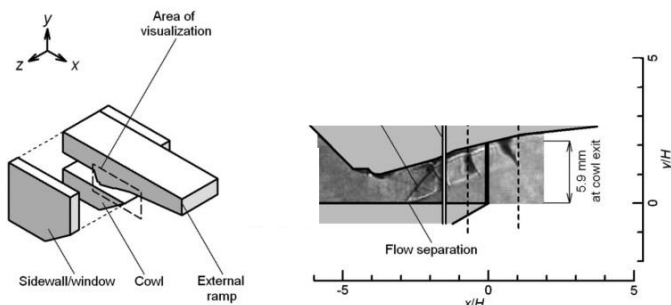 Area of
visualization
y
z
x
Sidewall/window
Cowl
External
ramp
5
0
y/H
5.9 mm
at cowl exit
Flow separation
-5
0
5
x/H